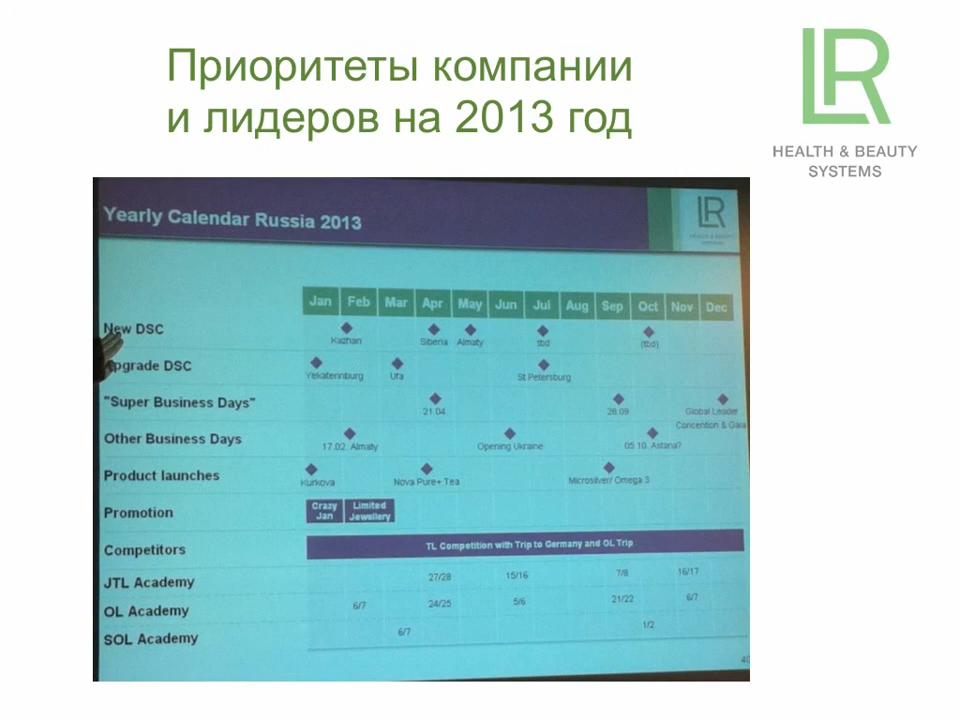 Приоритеты компании
и лидеров на 2013 год
LR
HEALTH & BEAUTY
SYSTEMS
Yearly Calendar Russia 2013
LR
HEALTH & BEAUTY
SYSTEMS
Jan Feb Mar Apr May Jun Jul Aug Sep Oct Nov Dec
New DSC
Kazhan Siberia Almaty tbd (tbd)
Upgrade DSC
Yekaterinburg Ufa St Petersburg
"Super Business Days"
21.04. 28.09 Global Leader
Concention & Gala
Other Business Days
17.02. Almaty Opening Ukraine 05.10. Astana?
Product launches
Kurkova Nova Pure+ Tea Microsilver/ Omega 3
Promotion
Crazy
Jan
Limited
Jewellery
Competitors
TL Competition with Trip to Germany and OL Trip
JTL Academy
27/28 15/16 7/8 16/17
OL Academy
6/7 24/25 5/6 21/22 6/7
SOL Academy
6/7 1/2